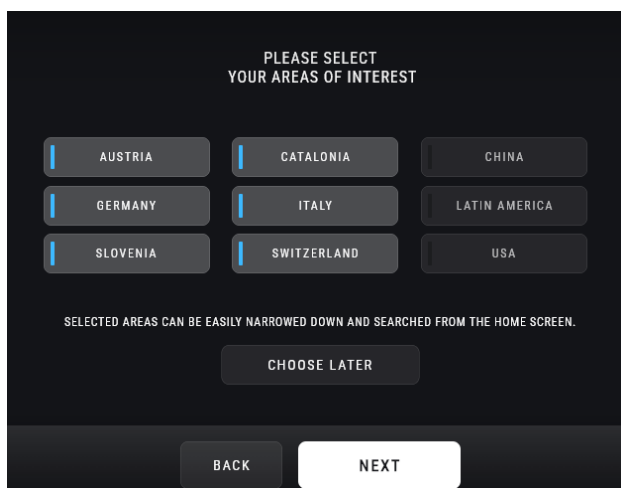 PLEASE SELECT
YOUR AREAS OF INTEREST
AUSTRIA
CATALONIA
CHINA
GERMANY
ITALY
LATIN AMERICA
SLOVENIA
SWITZERLAND
USA
SELECTED AREAS CAN BE EASILY NARROWED DOWN AND SEARCHED FROM THE HOME SCREEN.
CHOOSE LATER
BACK
NEXT